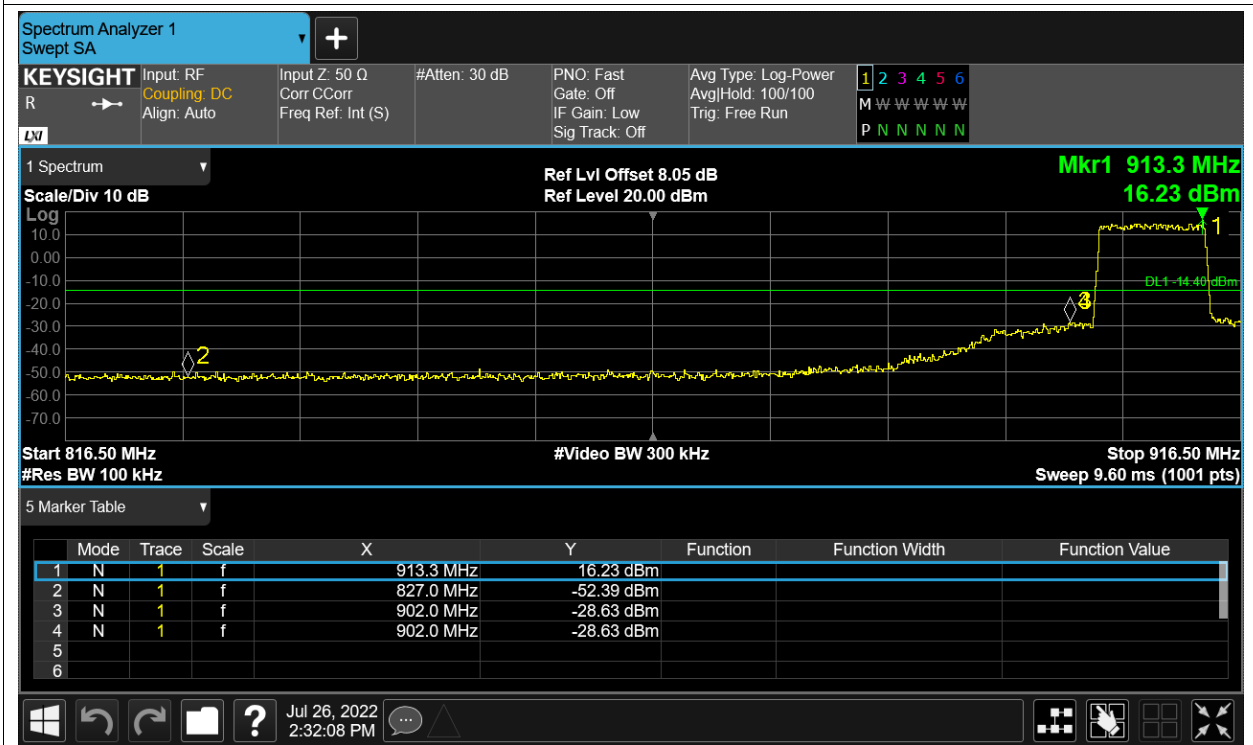 Spectrum Analyzer 1
Swept SA
KEYSIGHT Input: RF Input Z: 50 Ω #Atten: 30 dB PNO: Fast Avg Type: Log-Power 1 2 3 4 5 6
R Coupling: DC Corr CCorr Gate: Off Avg|Hold: 100/100 M W W W W W
Align: Auto Freq Ref: Int (S) IF Gain: Low Trig: Free Run
LXI Sig Track: Off P N N N N N
1 Spectrum Ref Lvl Offset 8.05 dB Mkr1 913.3 MHz
Scale/Div 10 dB Ref Level 20.00 dBm 16.23 dBm
Log
1
10.0
0.00
-10.0 DL1 -14.40 dBm
-20.0
-30.0
-40.0 2
-50.0
-60.0
-70.0
Start 816.50 MHz #Video BW 300 kHz Stop 916.50 MHz
#Res BW 100 kHz Sweep 9.60 ms (1001 pts)
5 Marker Table
Mode Trace Scale X Y Function Function Width Function Value
1 N 1 f 913.3 MHz 16.23 dBm
2 N 1 f 827.0 MHz -52.39 dBm
3 N 1 f 902.0 MHz -28.63 dBm
4 N 1 f 902.0 MHz -28.63 dBm
5
6
? Jul 26, 2022
2:32:08 PM